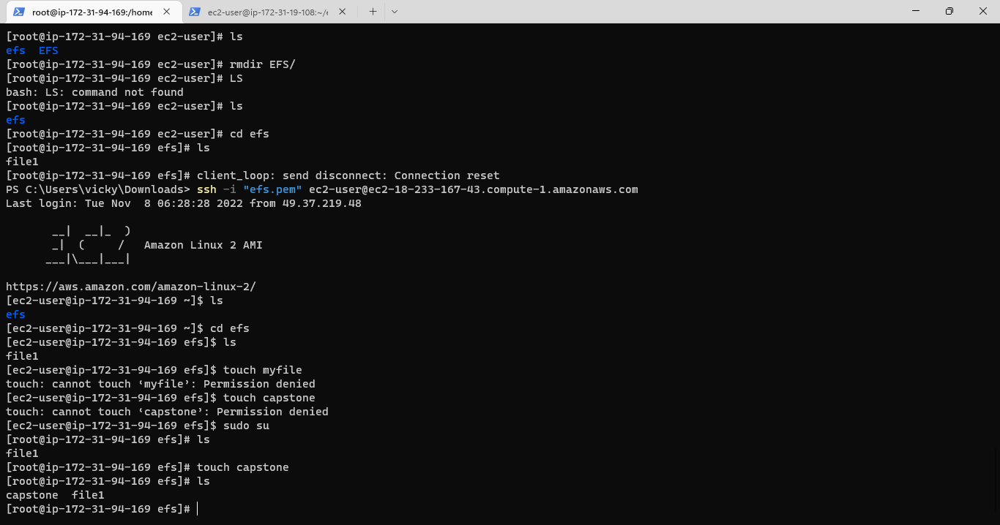 root@ip-172-31-94-169:/home
ec2-user@ip-172-31-19-108:~/e
[root@ip-172-31-94-169 ec2-user]# ls
efs  EFS
[root@ip-172-31-94-169 ec2-user]# rmdir EFS/
[root@ip-172-31-94-169 ec2-user]# LS
bash: LS: command not found
[root@ip-172-31-94-169 ec2-user]# ls
efs
[root@ip-172-31-94-169 ec2-user]# cd efs
[root@ip-172-31-94-169 efs]# ls
file1
[root@ip-172-31-94-169 efs]# client_loop: send disconnect: Connection reset
PS C:\Users\vicky\Downloads> ssh -i "efs.pem" ec2-user@ec2-18-233-167-43.compute-1.amazonaws.com
Last login: Tue Nov  8 06:28:28 2022 from 49.37.219.48
       __|  __|_  )
       _|  (     /   Amazon Linux 2 AMI
      ___|\___|___|
https://aws.amazon.com/amazon-linux-2/
[ec2-user@ip-172-31-94-169 ~]$ ls
efs
[ec2-user@ip-172-31-94-169 ~]$ cd efs
[ec2-user@ip-172-31-94-169 efs]$ ls
file1
[ec2-user@ip-172-31-94-169 efs]$ touch myfile
touch: cannot touch ‘myfile’: Permission denied
[ec2-user@ip-172-31-94-169 efs]$ touch capstone
touch: cannot touch ‘capstone’: Permission denied
[ec2-user@ip-172-31-94-169 efs]$ sudo su
[root@ip-172-31-94-169 efs]# ls
file1
[root@ip-172-31-94-169 efs]# touch capstone
[root@ip-172-31-94-169 efs]# ls
capstone  file1
[root@ip-172-31-94-169 efs]#